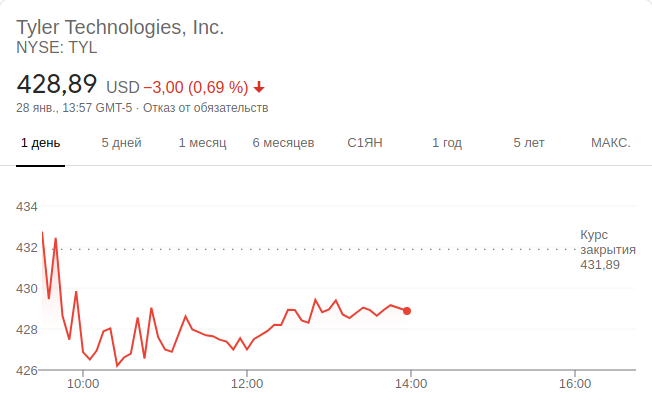 Tyler Technologies, Inc.
NYSE: TYL
428,89 USD −3,00 (0,69 %)
28 янв., 13:57 GMT-5 · Отказ от обязательств
1 день 5 дней 1 месяц 6 месяцев С1ЯН 1 год 5 лет МАКС.
434
Курс
432 закрытия
431,89
430
428
426
10:00 12:00 14:00 16:00